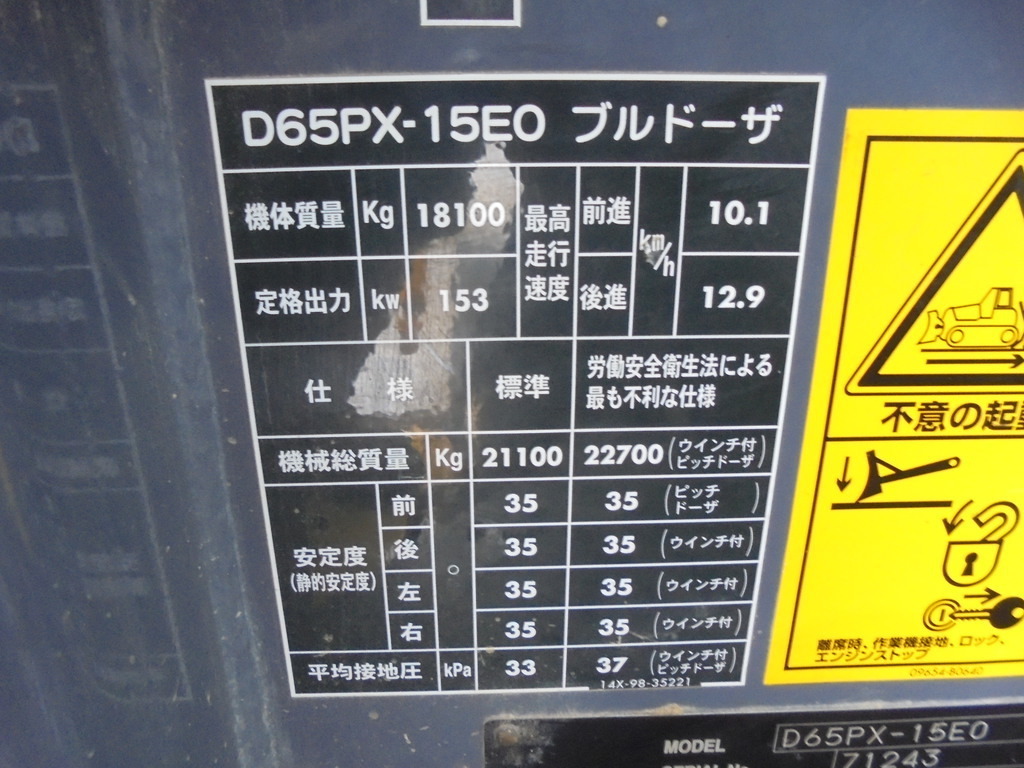 D65PX-15E0 ブルドーザ
機体質量 Kg 18100 最高走行速度 前進 km/h 10.1
定格出力 kw 153 後進 12.9
仕様 標準 労働安全衛生法による
最も不利な仕様
機械総質量 Kg 21100 22700 (ウインチ付
ピッチドーザ)
安定度
(静的安定度)
前 ° 35 35 (ピッチ
ドーザ)
後 35 35 (ウインチ付)
左 35 35 (ウインチ付)
右 35 35 (ウインチ付)
平均接地圧 kPa 33 37 (ウインチ付
ピッチドーザ)
14X-98-35221
不意の起動
離席時、作業機接地、ロック、
エンジンストップ
09654-B0640
MODEL D65PX-15E0
SERIAL No. 71243